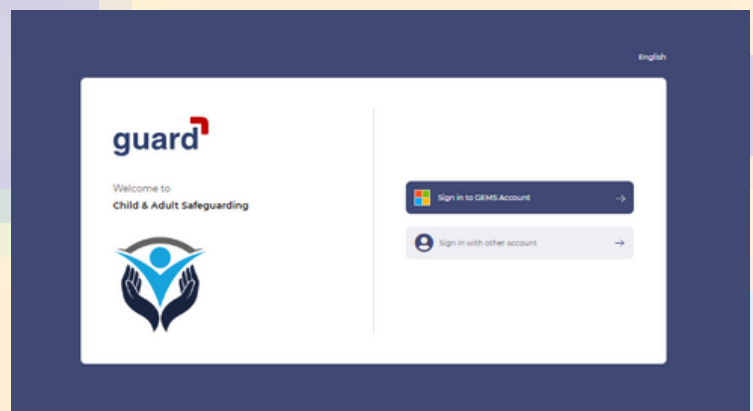 English
guard
Welcome to
Child & Adult Safeguarding
Sign in to GEMS Account
Sign in with other account